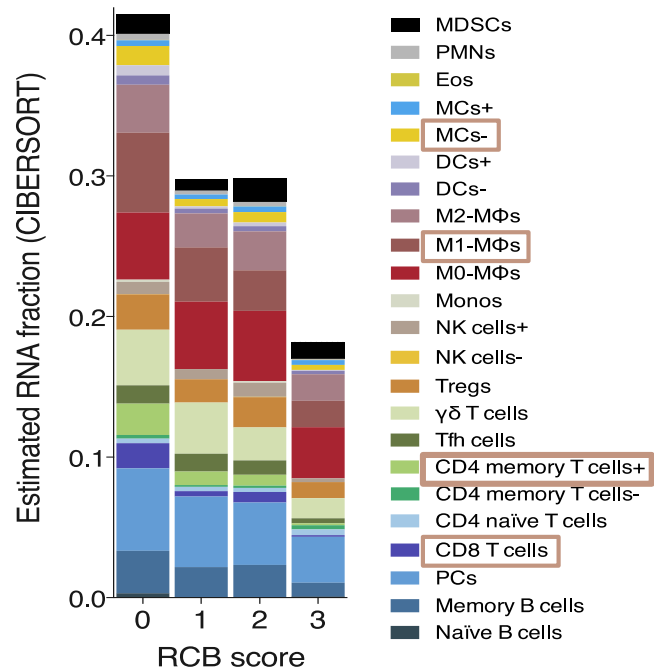 Estimated RNA fraction (CIBERSORT)
0.4
0.3
0.2
0.1
0.0
0 1 2 3
RCB score
MDSCs
PMNs
Eos
MCs+
MCs-
DCs+
DCs-
M2-MΦs
M1-MΦs
M0-MΦs
Monos
NK cells+
NK cells-
Tregs
γδ T cells
Tfh cells
CD4 memory T cells+
CD4 memory T cells-
CD4 naïve T cells
CD8 T cells
PCs
Memory B cells
Naïve B cells